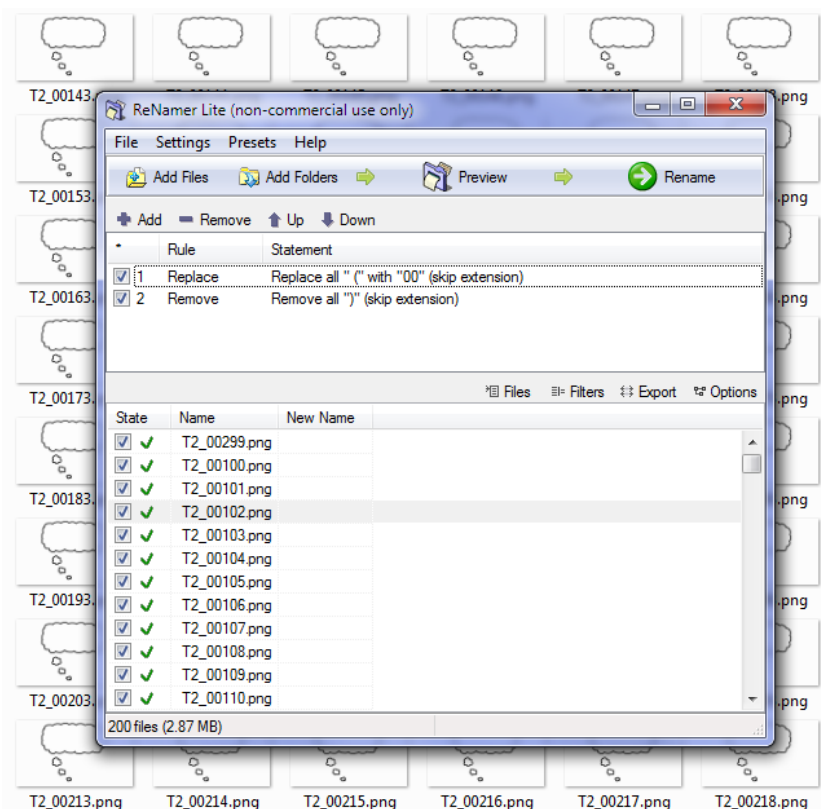 T2_00143.
.png
ReNamer Lite (non-commercial use only)
File Settings Presets Help
Add Files Add Folders Preview Rename
T2_00153.
.png
Add Remove Up Down
* Rule Statement
1 Replace Replace all " (" with "00" (skip extension)
T2_00163.
.png
2 Remove Remove all ")" (skip extension)
Files Filters Export Options
T2_00173.
.png
State Name New Name
T2_00299.png
T2_00100.png
T2_00101.png
T2_00183.
.png
T2_00102.png
T2_00103.png
T2_00104.png
T2_00105.png
T2_00193.
.png
T2_00106.png
T2_00107.png
T2_00108.png
T2_00109.png
T2_00203.
.png
T2_00110.png
200 files (2.87 MB)
T2_00213.png T2_00214.png T2_00215.png T2_00216.png T2_00217.png T2_00218.png